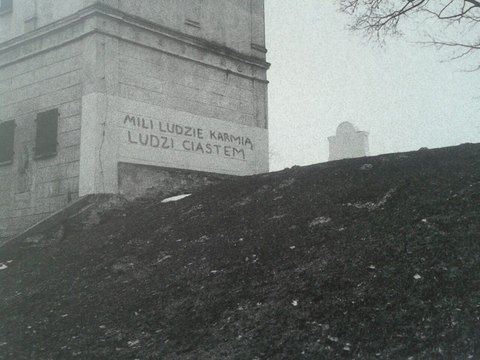 MILI LUDZIE KARMIĄ
LUDZI CIASTEM